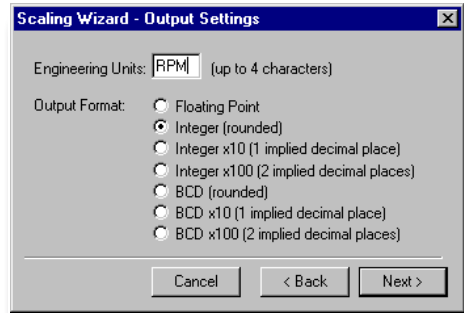 Scaling Wizard - Output Settings
Engineering Units: RPM (up to 4 characters)
Output Format: Floating Point
Integer (rounded)
Integer x10 (1 implied decimal place)
Integer x100 (2 implied decimal places)
BCD (rounded)
BCD x10 (1 implied decimal place)
BCD x100 (2 implied decimal places)
Cancel < Back Next >